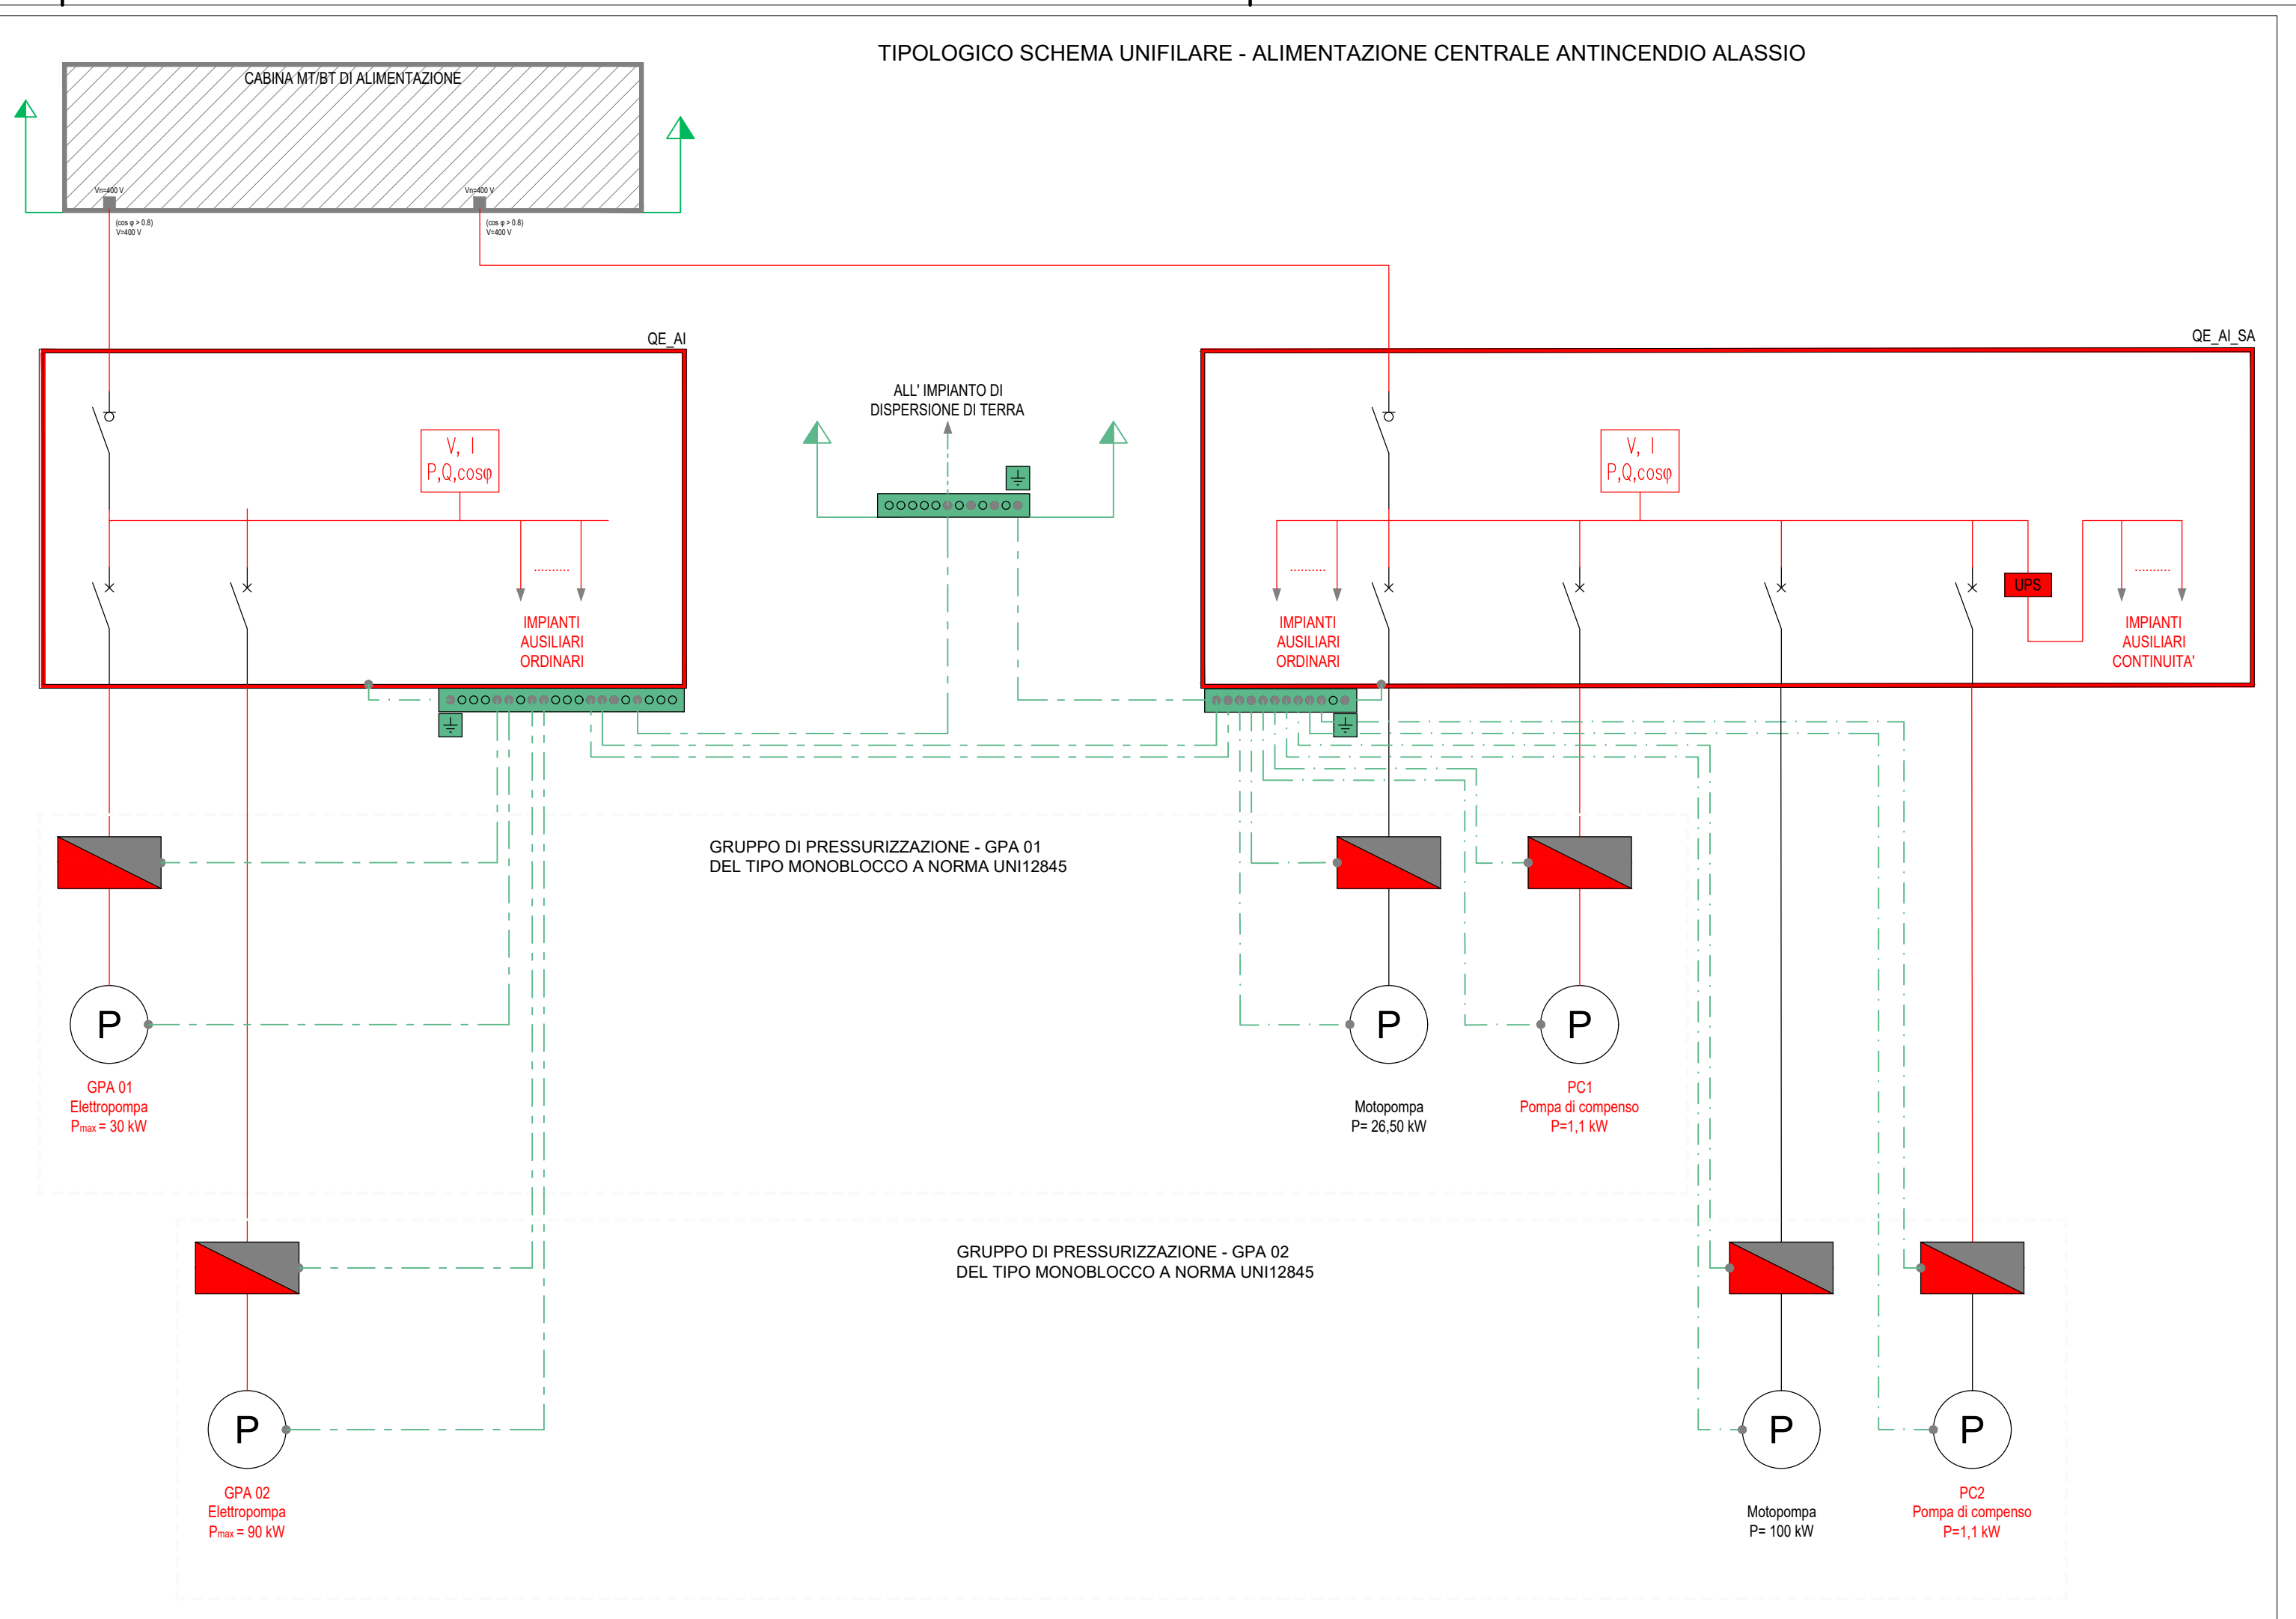 TIPOLOGICO SCHEMA UNIFILARE - ALIMENTAZIONE CENTRALE ANTINCENDIO ALASSIO
CABINA MT/BT DI ALIMENTAZIONE
Vn=400 V
Vn=400 V
(cos φ > 0.8)
V=400 V
(cos φ > 0.8)
V=400 V
QE_AI
QE_AI_SA
ALL' IMPIANTO DI
DISPERSIONE DI TERRA
V, I
P,Q,cosφ
V, I
P,Q,cosφ
..........
IMPIANTI
AUSILIARI
ORDINARI
..........
IMPIANTI
AUSILIARI
ORDINARI
UPS
..........
IMPIANTI
AUSILIARI
CONTINUITA'
GRUPPO DI PRESSURIZZAZIONE - GPA 01
DEL TIPO MONOBLOCCO A NORMA UNI12845
P
GPA 01
Elettropompa
Pmax = 30 kW
P
Motopompa
P= 26,50 kW
P
PC1
Pompa di compenso
P=1,1 kW
GRUPPO DI PRESSURIZZAZIONE - GPA 02
DEL TIPO MONOBLOCCO A NORMA UNI12845
P
GPA 02
Elettropompa
Pmax = 90 kW
P
Motopompa
P= 100 kW
P
PC2
Pompa di compenso
P=1,1 kW